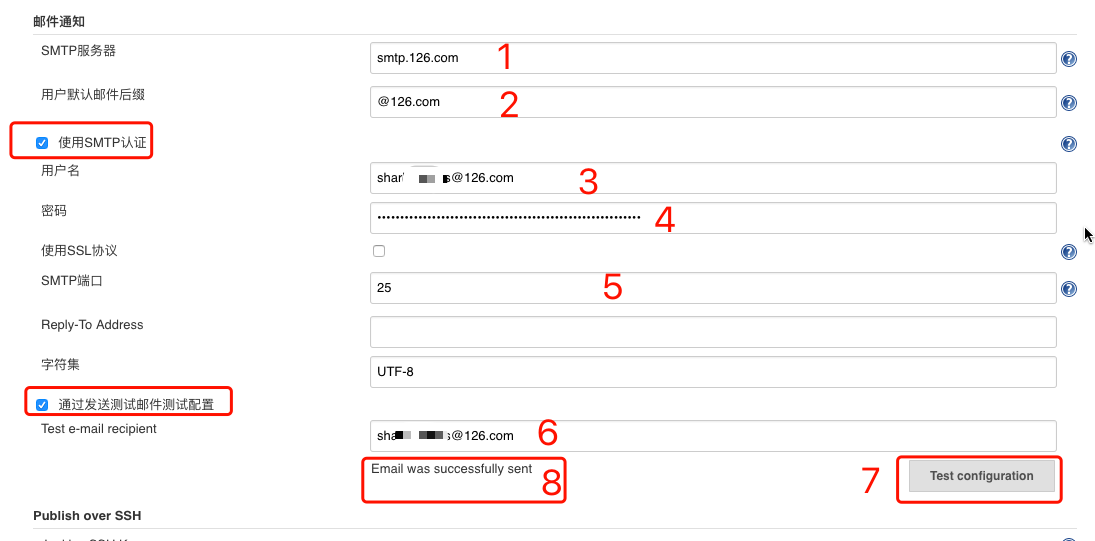 邮件通知
SMTP服务器
smtp.126.com 1
用户默认邮件后缀
@126.com 2
使用SMTP认证
用户名
@126.com 3
密码
4
使用SSL协议
SMTP端口
25 5
Reply-To Address
字符集
UTF-8
通过发送测试邮件测试配置
Test e-mail recipient
@126.com 6
Email was successfully sent 8
7 Test configuration
Publish over SSH